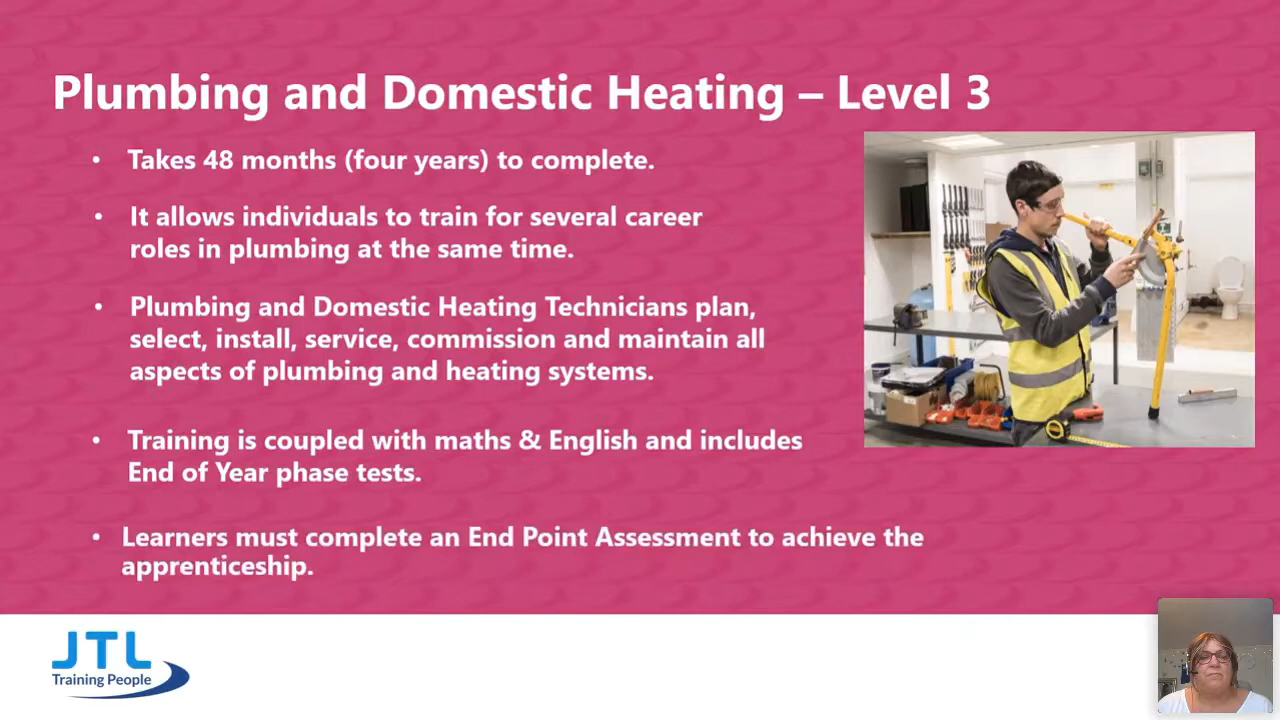 Plumbing and Domestic Heating – Level 3
• Takes 48 months (four years) to complete.
• It allows individuals to train for several career
roles in plumbing at the same time.
• Plumbing and Domestic Heating Technicians plan,
select, install, service, commission and maintain all
aspects of plumbing and heating systems.
• Training is coupled with maths & English and includes
End of Year phase tests.
• Learners must complete an End Point Assessment to achieve the
apprenticeship.
JTL
Training People